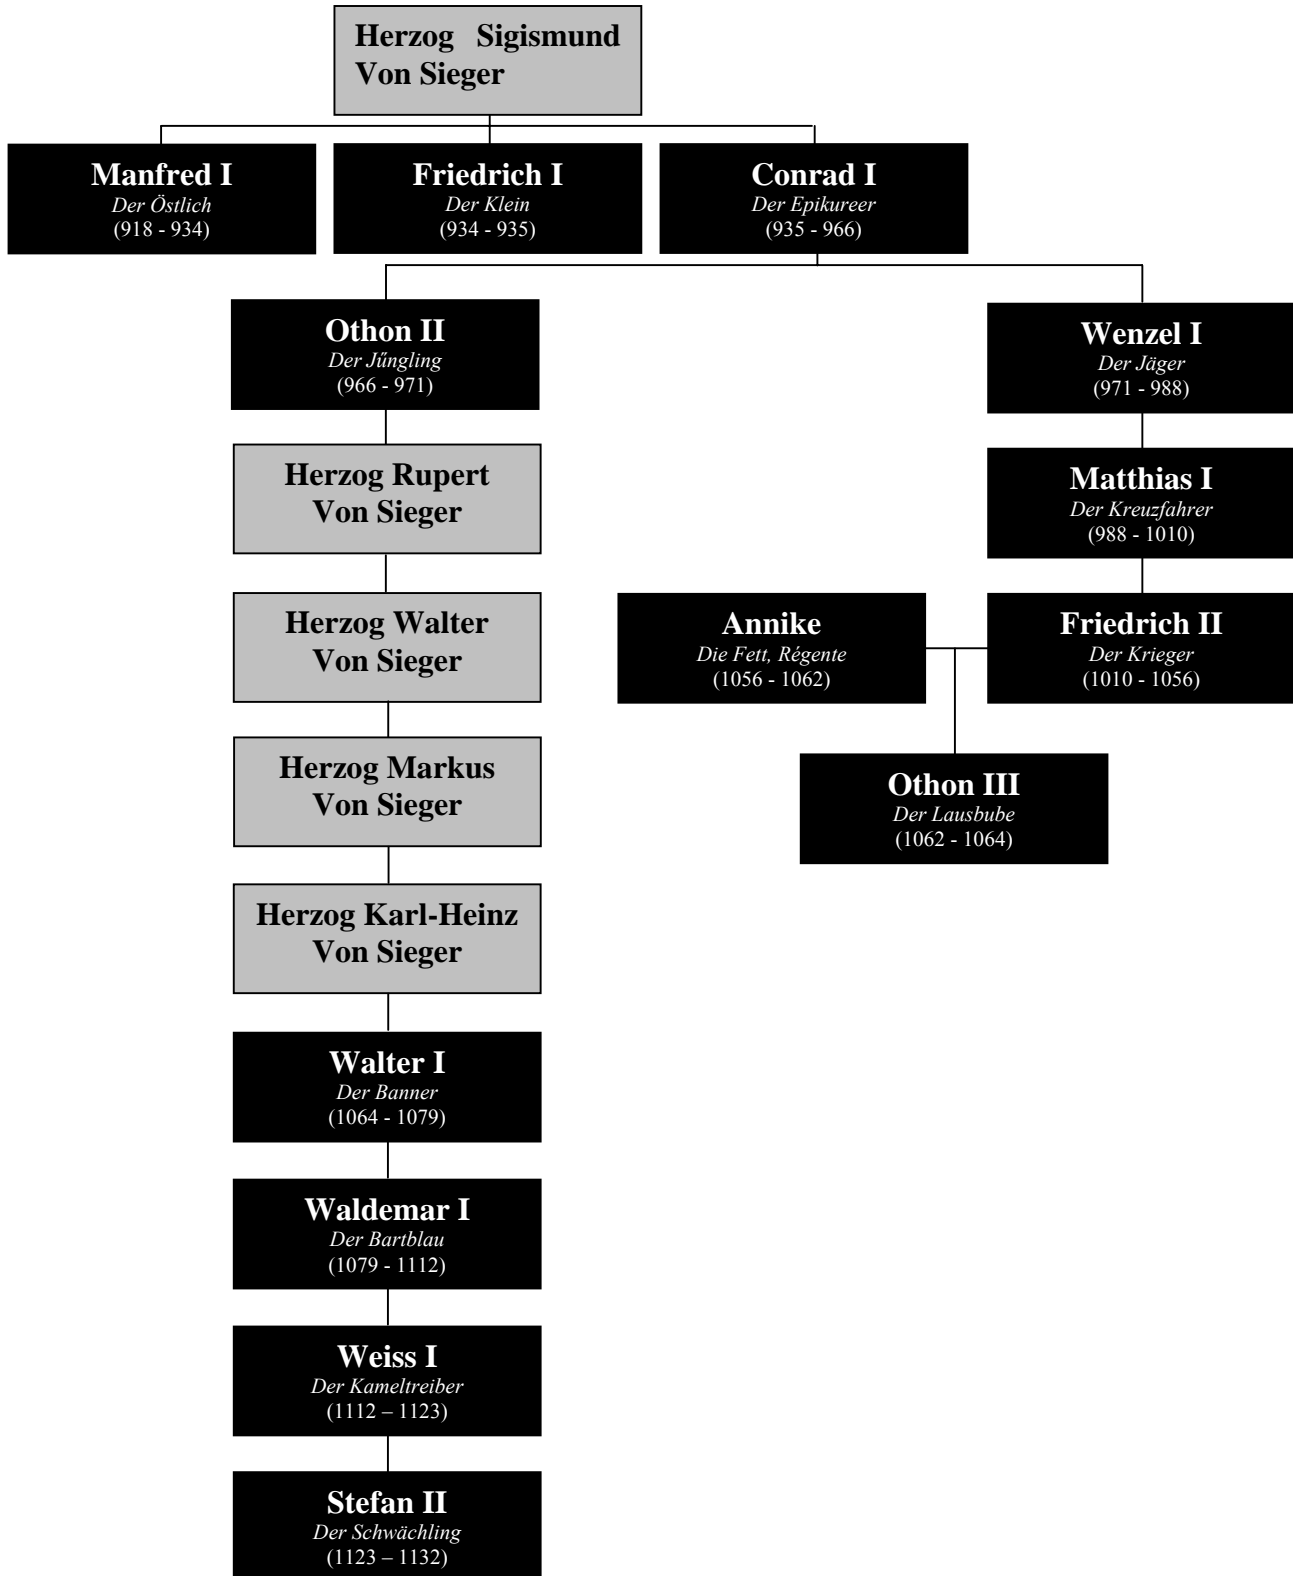 Herzog Sigismund
Von Sieger
Manfred I
Der Östlich
(918 - 934)
Friedrich I
Der Klein
(934 - 935)
Conrad I
Der Epikureer
(935 - 966)
Othon II
Der Jűngling
(966 - 971)
Wenzel I
Der Jäger
(971 - 988)
Herzog Rupert
Von Sieger
Matthias I
Der Kreuzfahrer
(988 - 1010)
Herzog Walter
Von Sieger
Annike
Die Fett, Régente
(1056 - 1062)
Friedrich II
Der Krieger
(1010 - 1056)
Herzog Markus
Von Sieger
Othon III
Der Lausbube
(1062 - 1064)
Herzog Karl-Heinz
Von Sieger
Walter I
Der Banner
(1064 - 1079)
Waldemar I
Der Bartblau
(1079 - 1112)
Weiss I
Der Kameltreiber
(1112 – 1123)
Stefan II
Der Schwächling
(1123 – 1132)